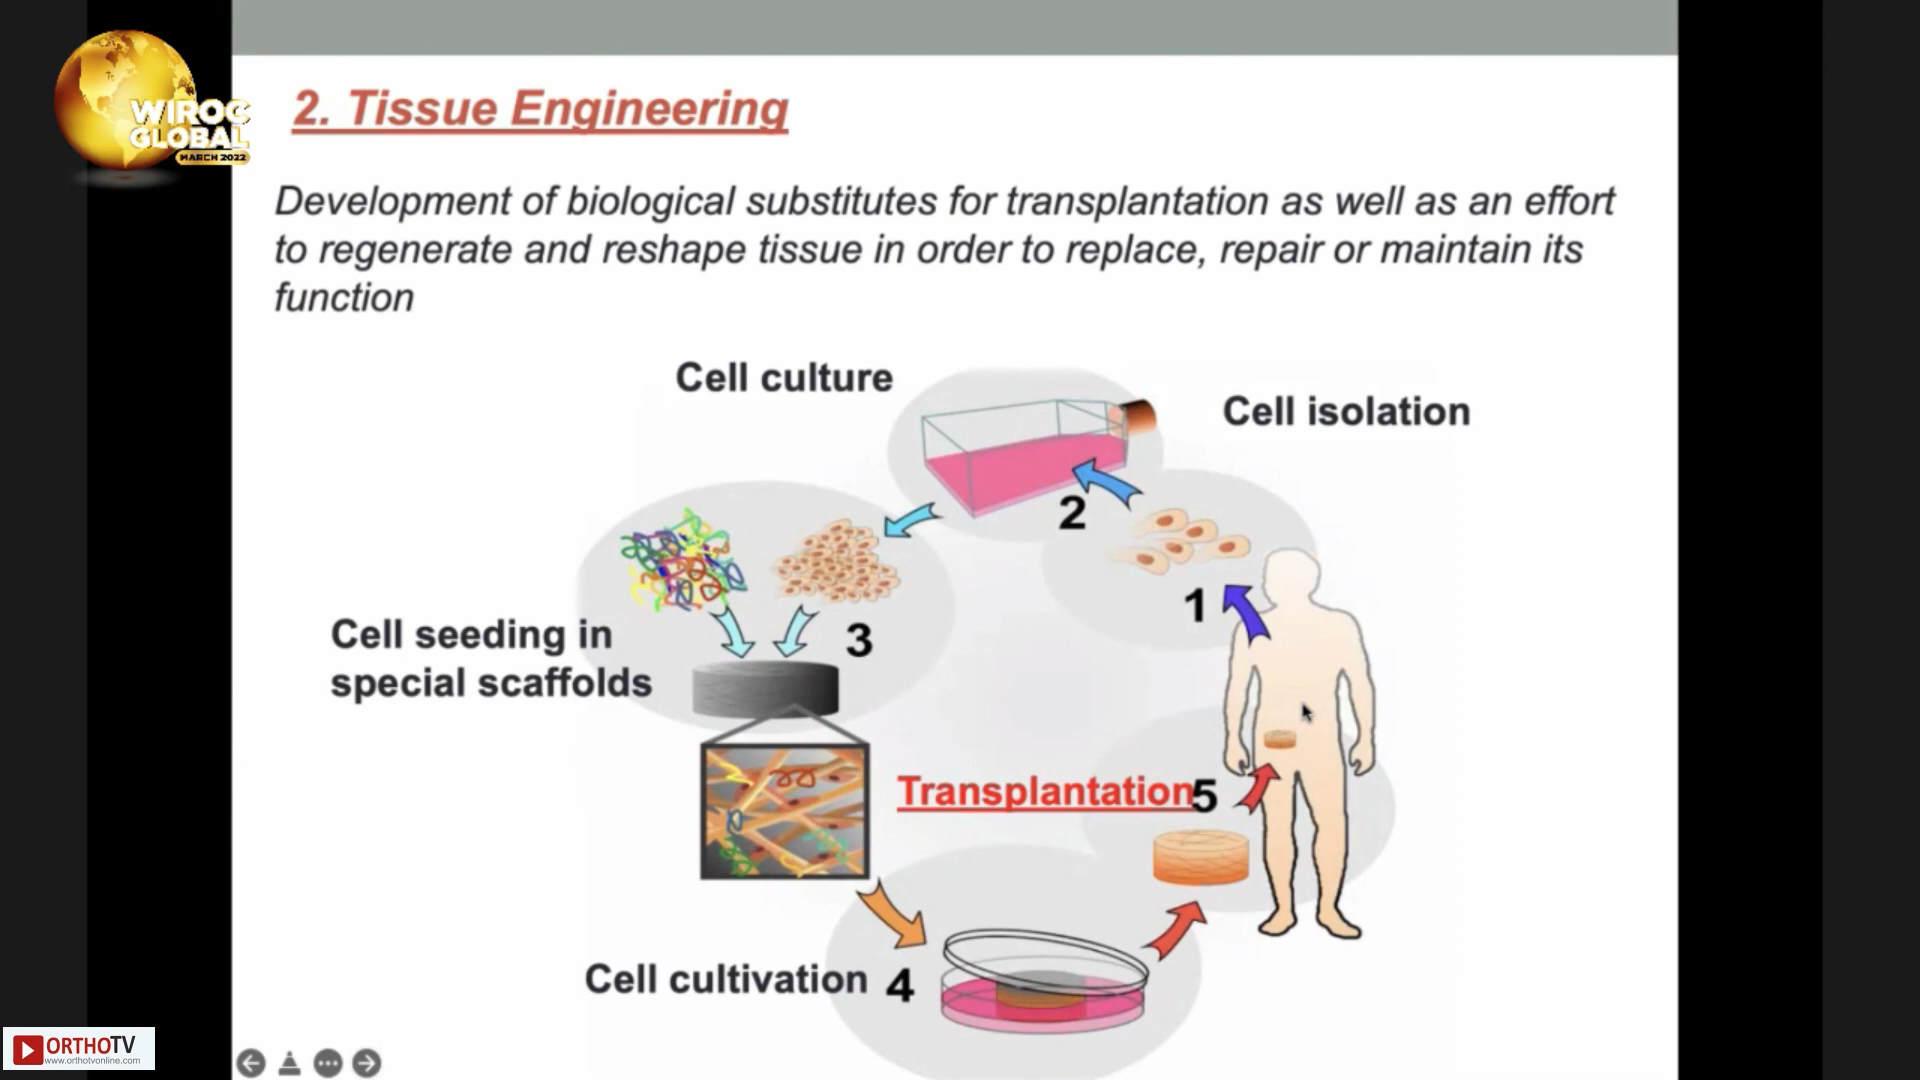 WIROC
GLOBAL
MARCH 2022
2. Tissue Engineering
Development of biological substitutes for transplantation as well as an effort
to regenerate and reshape tissue in order to replace, repair or maintain its
function
Cell culture
Cell isolation
2
1
3
Cell seeding in
special scaffolds
Transplantation
5
Cell cultivation
4
ORTHOTV
www.orthotvonline.com